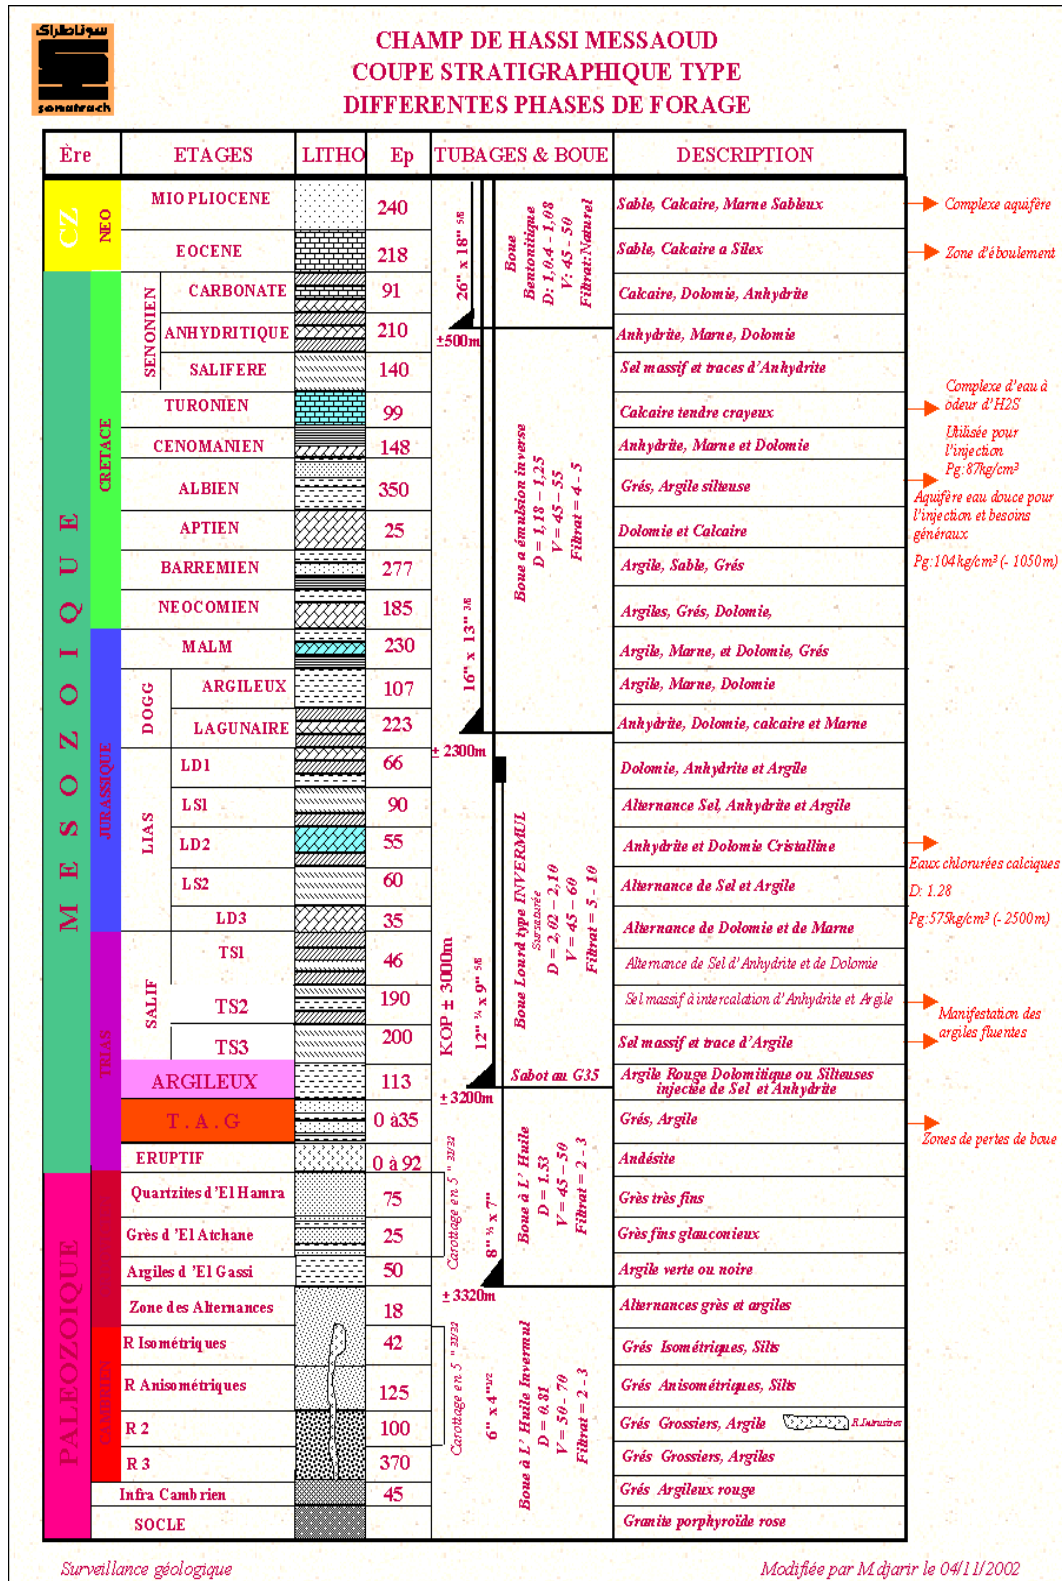 سوناطراك
sonatrach
CHAMP DE HASSI MESSAOUD
COUPE STRATIGRAPHIQUE TYPE
DIFFERENTES PHASES DE FORAGE
Ère ETAGES LITHO Ep TUBAGES & BOUE DESCRIPTION
CZ
NEO
MIO PLIOCENE 240 Sable, Calcaire, Marne Sableux
Complexe aquifère
EOCENE 218 Sable, Calcaire a Silex
Zone d'éboulement
26" x 18" 5/8
Boue
Bentonitique
D: 1,0.4 - 1,08
V: 45 - 50
Filtrat:Naturel
MESOZOIQUE
CRETACE
SENONIEN
CARBONATE 91 Calcaire, Dolomie, Anhydrite
ANHYDRITIQUE 210 Anhydrite, Marne, Dolomie
±500m
SALIFERE 140 Sel massif et traces d'Anhydrite
TURONIEN 99 Calcaire tendre crayeux
Complexe d'eau à
odeur d'H2S
Utilisée pour
l'injection
Pg:87kg/cm³
CENOMANIEN 148 Anhydrite, Marne et Dolomie
ALBIEN 350 Grés, Argile silteuse
Aquifère eau douce pour
l'injection et besoins
généraux
Pg:104kg/cm³ (- 1050m)
APTIEN 25 Dolomie et Calcaire
BARREMIEN 277 Argile, Sable, Grés
NEOCOMIEN 185 Argiles, Grés, Dolomie,
16" x 13" 3/8
Boue a émulsion inverse
D = 1,18 – 1,25
V = 45 – 55
Filtrat = 4 - 5
JURASSIQUE
MALM 230 Argile, Marne, et Dolomie, Grés
DOGG
ARGILEUX 107 Argile, Marne, Dolomie
LAGUNAIRE 223 Anhydrite, Dolomie, calcaire et Marne
± 2300m
LIAS
LD1 66 Dolomie, Anhydrite et Argile
LS1 90 Alternance Sel, Anhydrite et Argile
LD2 55 Anhydrite et Dolomie Cristalline
Eaux chlorurées calciques
D: 1.28
Pg:575kg/cm³ (- 2500m)
LS2 60 Alternance de Sel et Argile
LD3 35 Alternance de Dolomie et de Marne
TRIAS
SALIF
TS1 46 Alternance de Sel d'Anhydrite et de Dolomie
TS2 190 Sel massif à intercalation d'Anhydrite et Argile
Manifestation des
argiles fluentes
TS3 200 Sel massif et trace d'Argile
KOP ± 3000m
12" ¼ x 9" 5/8
Boue Lourd type INVERMUL
Sursaturée
D = 2,02 – 2,10
V = 45 – 60
Filtrat = 5 - 10
ARGILEUX 113 Sabot au G35 Argile Rouge Dolomitique ou Silteuses
injectée de Sel et Anhydrite
± 3200m
T . A . G 0 à35 Grés, Argile
Zones de pertes de boue
ERUPTIF 0 à 92 Andésite
PALEOZOIQUE
Quartzites d'El Hamra 75 Grès très fins
Grès d 'El Atchane 25 Grès fins glauconieux
Argiles d 'El Gassi 50 Argile verte ou noire
Carottage en 5 "
8" ½ x 7"
Boue à L' Huile
D = 1.53
V = 45 – 50
Filtrat = 2 - 3
± 3320m
Zone des Alternances 18 Alternances grès et argiles
CAMBRIEN
R Isométriques 42 Grés Isométriques, Silts
R Anisométriques 125 Grés Anisométriques, Silts
R 2 100 Grés Grossiers, Argile R.Intrusives
R 3 370 Grés Grossiers, Argiles
Carottage en 5 "
6" x 4" 1/2
Boue à L' Huile Invermul
D = 0.81
V = 50 - 70
Filtrat = 2 - 3
Infra Cambrien 45 Grés Argileux rouge
SOCLE Granite porphyroïde rose
Surveillance géologique Modifiée par M.djarir le 04/11/2002